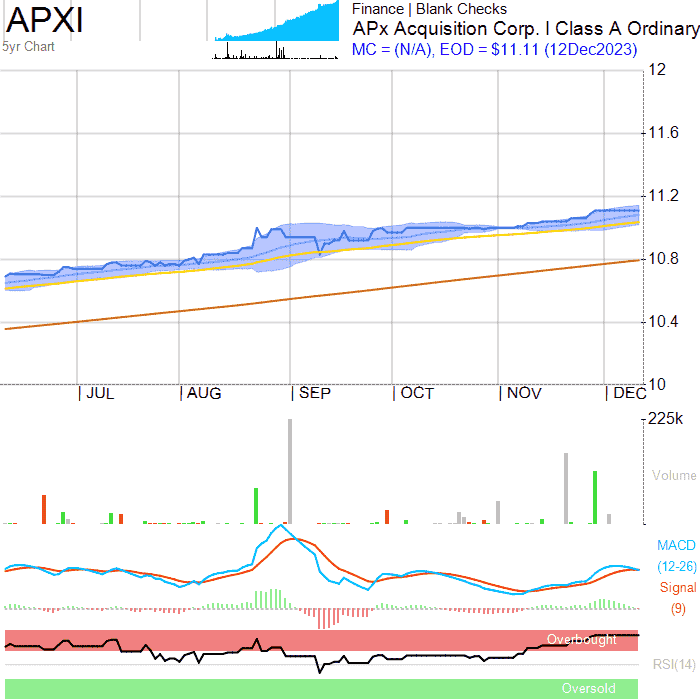 APXI
5yr Chart
Finance | Blank Checks
APx Acquisition Corp. I Class A Ordinary
MC = (N/A), EOD = $11.11 (12Dec2023)
12
11.6
11.2
10.8
10.4
10
JUL
AUG
SEP
OCT
NOV
DEC
225k
Volume
MACD
(12-26)
Signal
(9)
Overbought
RSI(14)
Oversold